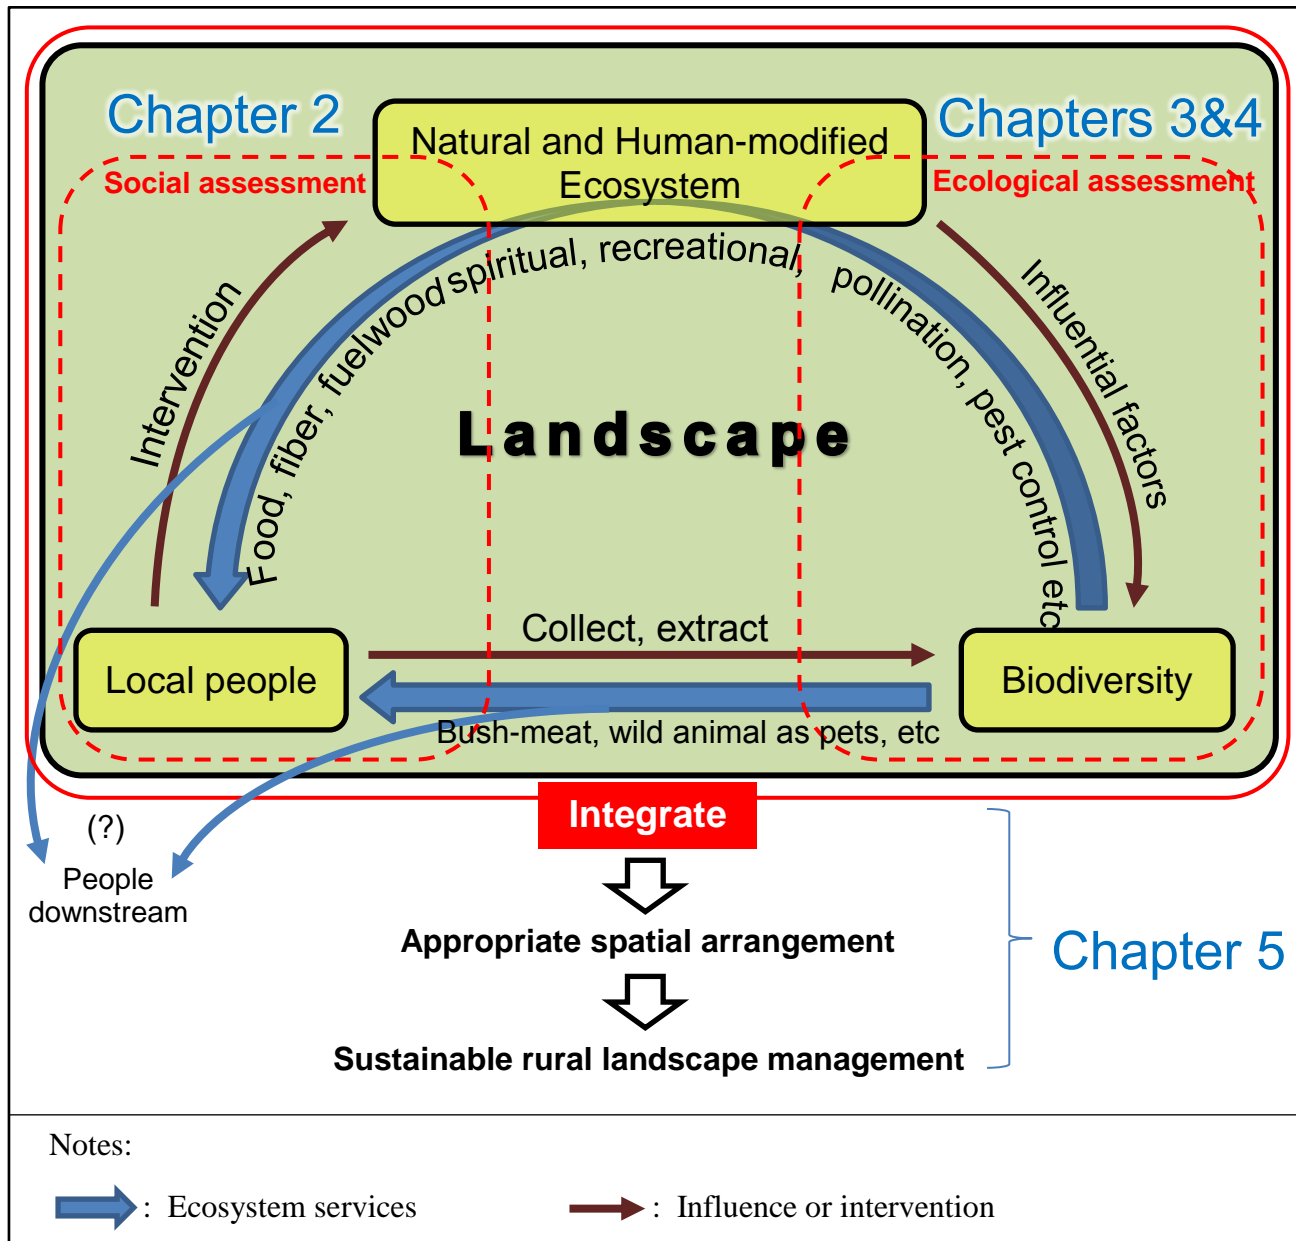 Chapter 2
Chapters 3&4
Natural and Human-modified
Ecosystem
Social assessment
Ecological assessment
Intervention
Food, fiber, fuelwood spiritual, recreational, pollination, pest control etc
Influential factors
Landscape
Collect, extract
Local people
Biodiversity
Bush-meat, wild animal as pets, etc
Integrate
(?)
People
downstream
Appropriate spatial arrangement
Chapter 5
Sustainable rural landscape management
Notes:
: Ecosystem services
: Influence or intervention